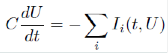 C dU/dt = − ∑_i I_i(t, U)